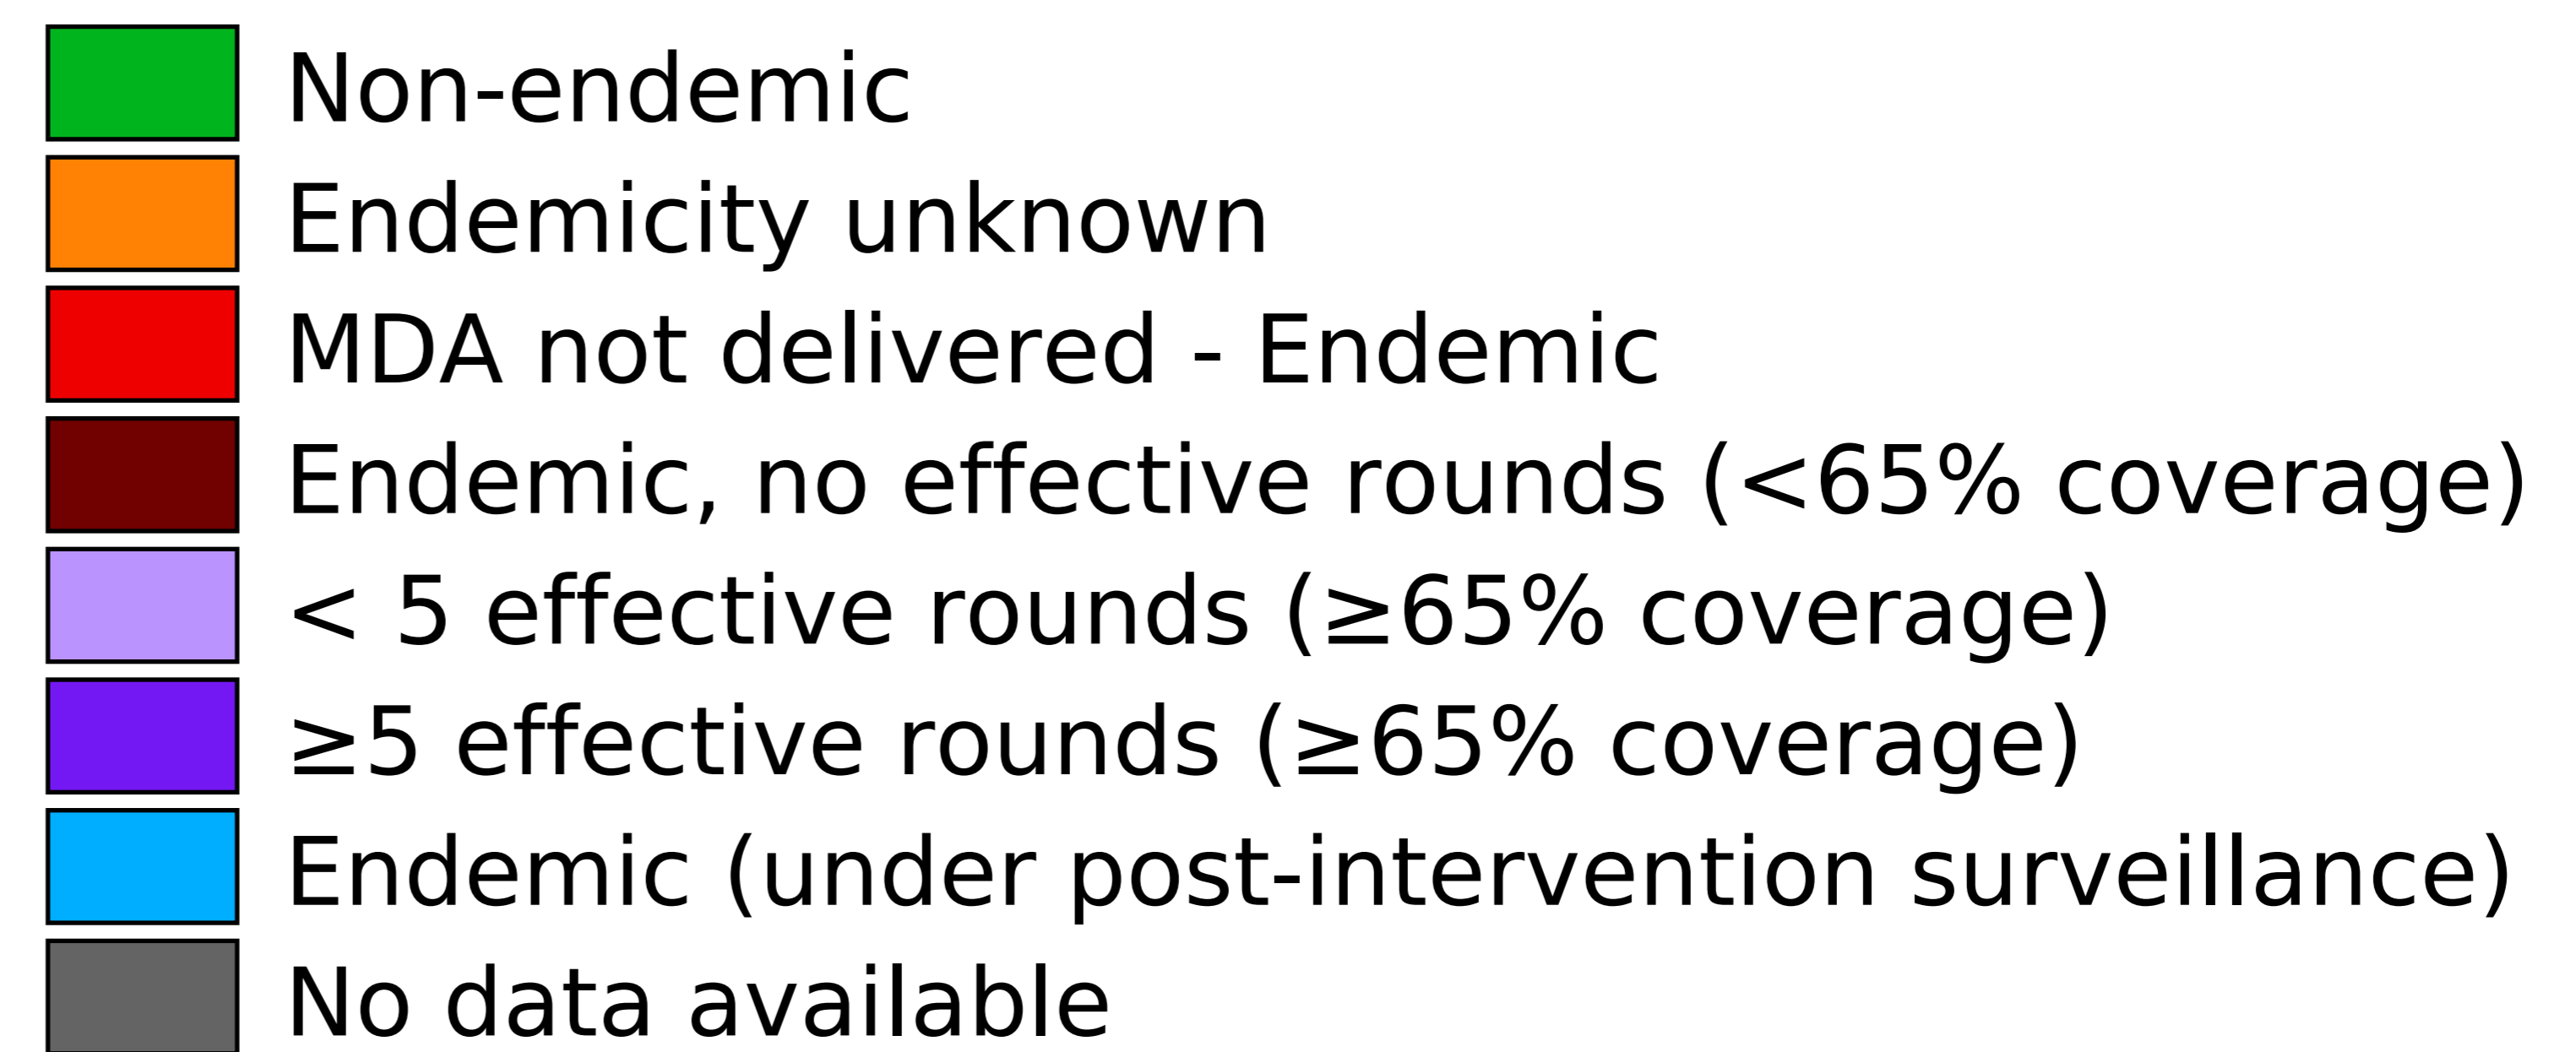 Non-endemic
Endemicity unknown
MDA not delivered - Endemic
Endemic, no effective rounds (<65% coverage)
< 5 effective rounds (≥65% coverage)
≥5 effective rounds (≥65% coverage)
Endemic (under post-intervention surveillance)
No data available